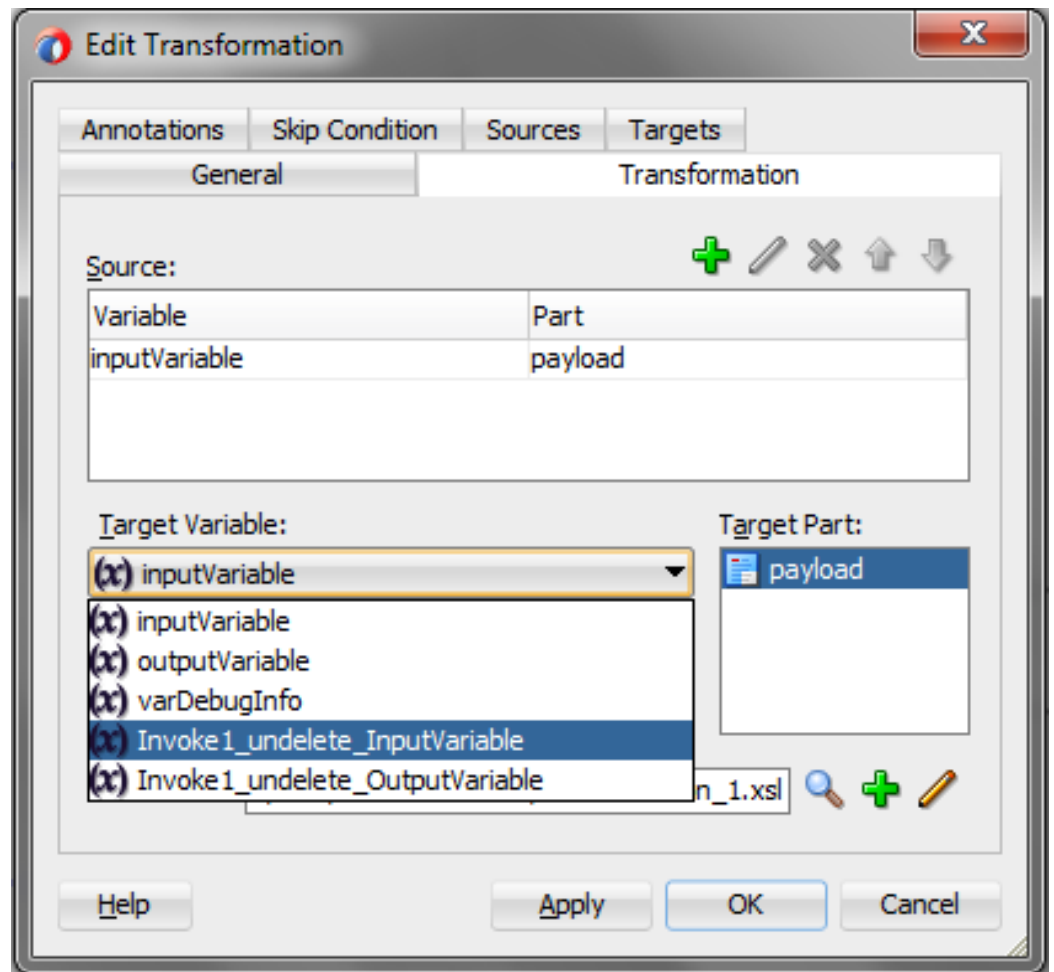 Edit Transformation
Annotations Skip Condition Sources Targets
General Transformation
Source:
Variable Part
inputVariable payload
Target Variable: Target Part:
(x) inputVariable payload
(x) inputVariable
(x) outputVariable
(x) varDebugInfo
(x) Invoke1_undelete_InputVariable
(x) Invoke1_undelete_OutputVariable
n_1.xsl
Help Apply OK Cancel